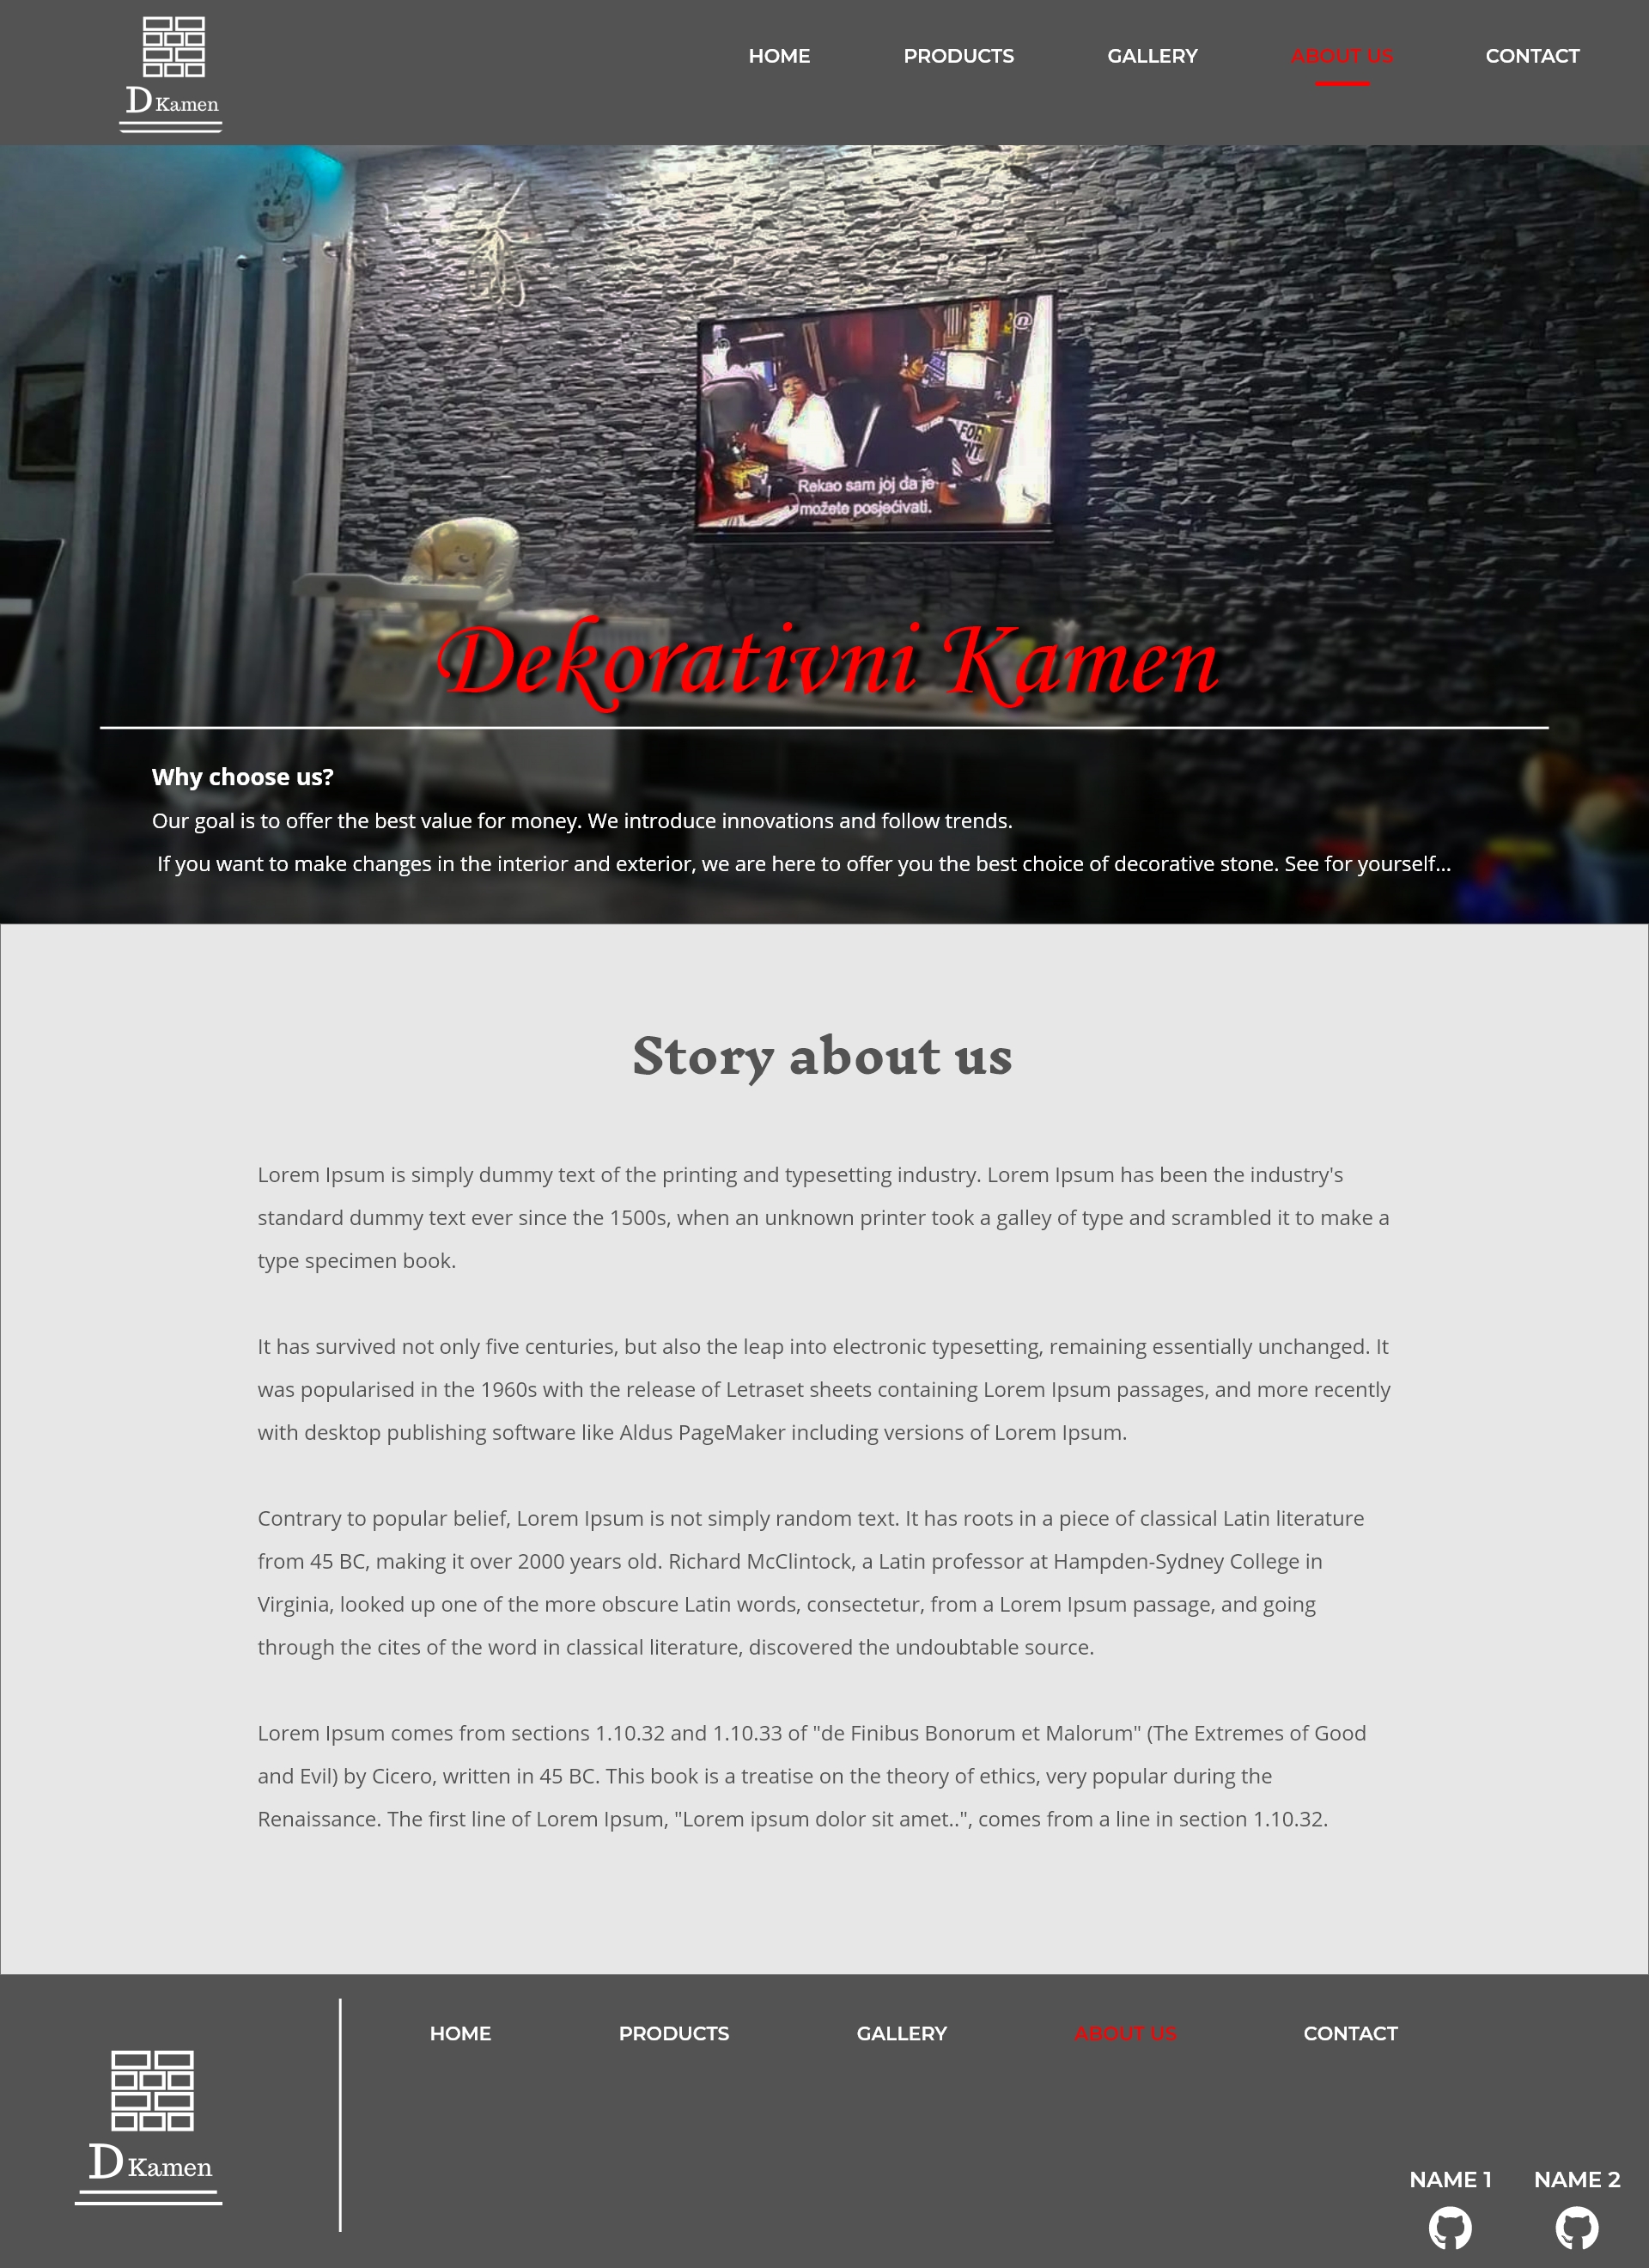 D Kamen
HOME PRODUCTS GALLERY ABOUT US CONTACT
@
FOR
Rekao sam joj da je
možete posjećivati.
Dekorativni Kamen
Why choose us?
Our goal is to offer the best value for money. We introduce innovations and follow trends.
If you want to make changes in the interior and exterior, we are here to offer you the best choice of decorative stone. See for yourself...
Story about us
Lorem Ipsum is simply dummy text of the printing and typesetting industry. Lorem Ipsum has been the industry's
standard dummy text ever since the 1500s, when an unknown printer took a galley of type and scrambled it to make a
type specimen book.
It has survived not only five centuries, but also the leap into electronic typesetting, remaining essentially unchanged. It
was popularised in the 1960s with the release of Letraset sheets containing Lorem Ipsum passages, and more recently
with desktop publishing software like Aldus PageMaker including versions of Lorem Ipsum.
Contrary to popular belief, Lorem Ipsum is not simply random text. It has roots in a piece of classical Latin literature
from 45 BC, making it over 2000 years old. Richard McClintock, a Latin professor at Hampden-Sydney College in
Virginia, looked up one of the more obscure Latin words, consectetur, from a Lorem Ipsum passage, and going
through the cites of the word in classical literature, discovered the undoubtable source.
Lorem Ipsum comes from sections 1.10.32 and 1.10.33 of "de Finibus Bonorum et Malorum" (The Extremes of Good
and Evil) by Cicero, written in 45 BC. This book is a treatise on the theory of ethics, very popular during the
Renaissance. The first line of Lorem Ipsum, "Lorem ipsum dolor sit amet..", comes from a line in section 1.10.32.
HOME PRODUCTS GALLERY ABOUT US CONTACT
D Kamen
NAME 1 NAME 2